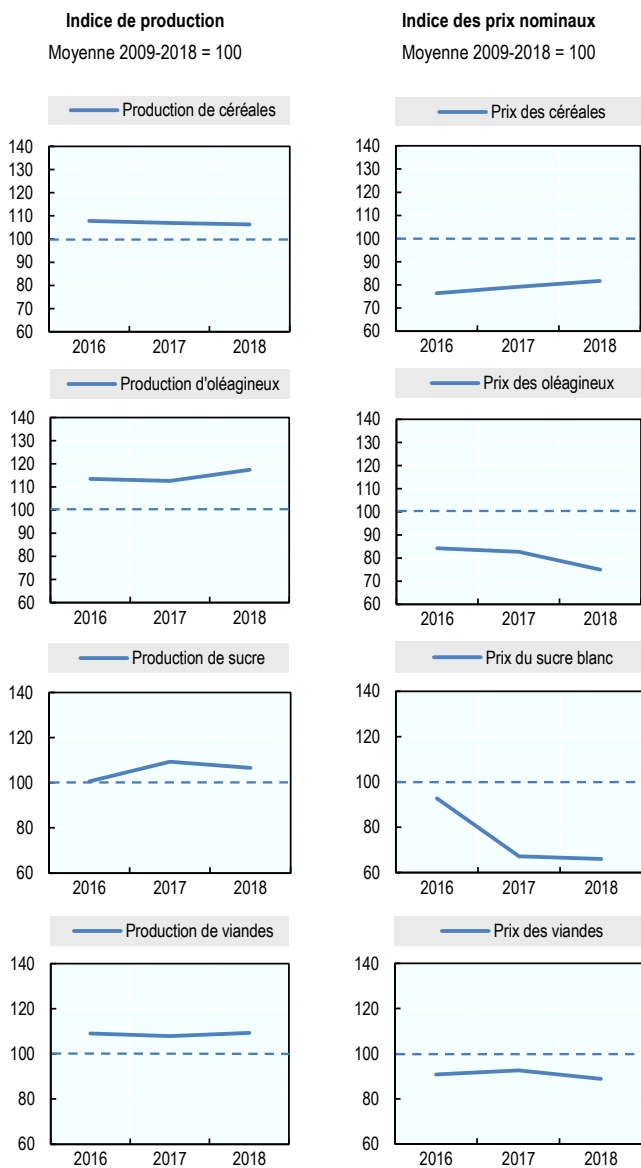 Indice de production
Moyenne 2009-2018 = 100
Indice des prix nominaux
Moyenne 2009-2018 = 100
Production de céréales
140
130
120
110
100
90
80
70
60
2016 2017 2018
Prix des céréales
140
130
120
110
100
90
80
70
60
2016 2017 2018
Production d'oléagineux
140
130
120
110
100
90
80
70
60
2016 2017 2018
Prix des oléagineux
140
130
120
110
100
90
80
70
60
2016 2017 2018
Production de sucre
140
120
100
80
60
2016 2017 2018
Prix du sucre blanc
140
120
100
80
60
2016 2017 2018
Production de viandes
140
120
100
80
60
2016 2017 2018
Prix des viandes
140
120
100
80
60
2016 2017 2018